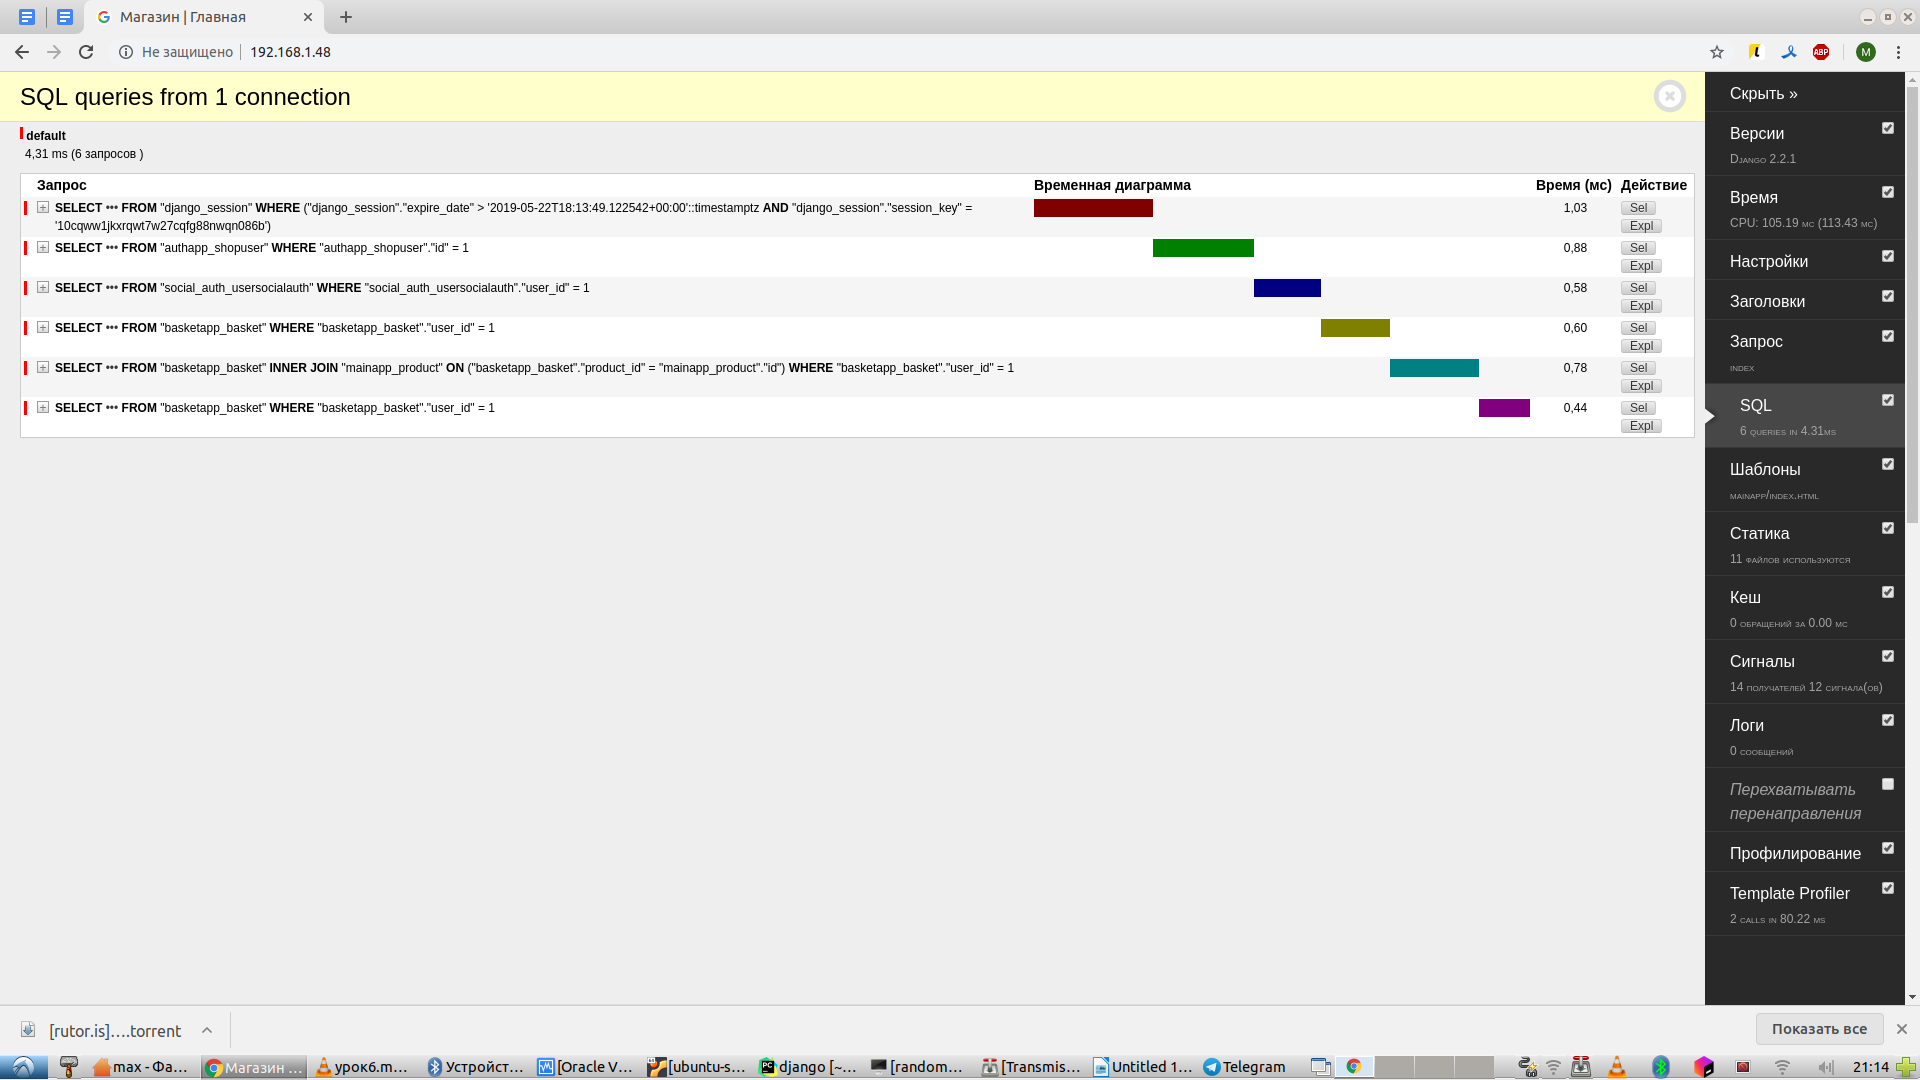 Магазин | Главная
Не защищено
192.168.1.48
ABP
M
SQL queries from 1 connection
default
4,31 ms (6 запросов )
Запрос
Временная диаграмма
Время (мс)
Действие
SELECT ••• FROM "django_session" WHERE ("django_session"."expire_date" > '2019-05-22T18:13:49.122542+00:00'::timestamptz AND "django_session"."session_key" =
'10cqww1jkxrqwt7w27cqfg88nwqn086b')
1,03
Sel
Expl
SELECT ••• FROM "authapp_shopuser" WHERE "authapp_shopuser"."id" = 1
0,88
Sel
Expl
SELECT ••• FROM "social_auth_usersocialauth" WHERE "social_auth_usersocialauth"."user_id" = 1
0,58
Sel
Expl
SELECT ••• FROM "basketapp_basket" WHERE "basketapp_basket"."user_id" = 1
0,60
Sel
Expl
SELECT ••• FROM "basketapp_basket" INNER JOIN "mainapp_product" ON ("basketapp_basket"."product_id" = "mainapp_product"."id") WHERE "basketapp_basket"."user_id" = 1
0,78
Sel
Expl
SELECT ••• FROM "basketapp_basket" WHERE "basketapp_basket"."user_id" = 1
0,44
Sel
Expl
Скрыть »
Версии
Django 2.2.1
Время
CPU: 105.19 мс (113.43 мс)
Настройки
Заголовки
Запрос
index
SQL
6 queries in 4.31ms
Шаблоны
mainapp/index.html
Статика
11 файлов используются
Кеш
0 обращений за 0.00 мс
Сигналы
14 получателей 12 сигнала(ов)
Логи
0 сообщений
Перехватывать
перенаправления
Профилирование
Template Profiler
2 calls in 80.22 ms
[rutor.is]....torrent
Показать все
max - Фа...
Магазин ...
урок6.m...
Устройст...
[Oracle V...
[ubuntu-s...
django [~...
[random...
[Transmis...
Untitled 1...
Telegram
21:14